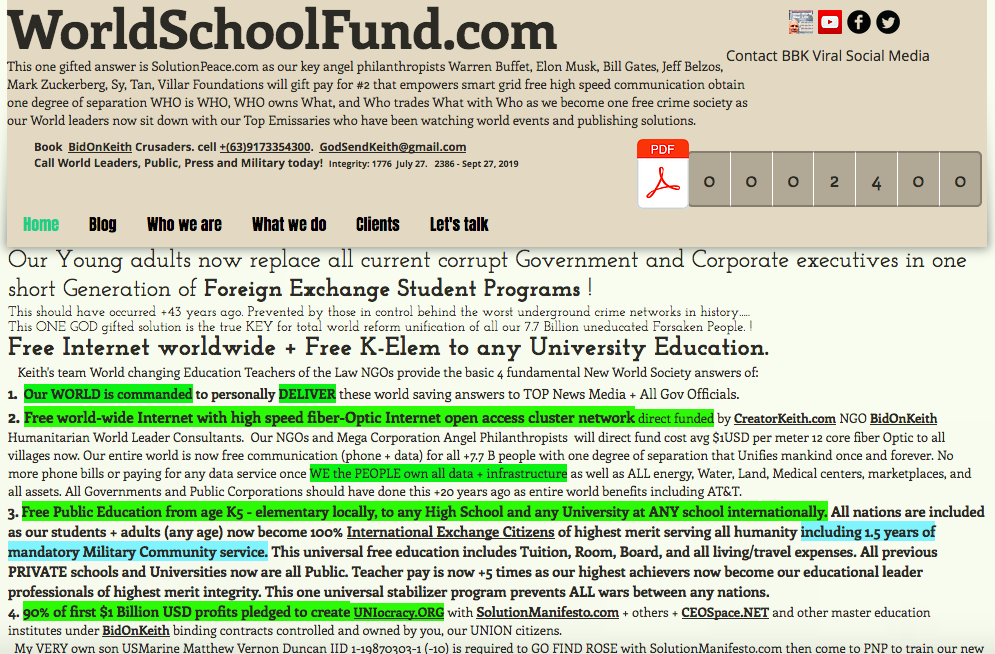 WorldSchoolFund.com
Contact BBK Viral Social Media
This one gifted answer is SolutionPeace.com as our key angel philanthropists Warren Buffet, Elon Musk, Bill Gates, Jeff Belzos,
Mark Zuckerberg, Sy, Tan, Villar Foundations will gift pay for #2 that empowers smart grid free high speed communication obtain
one degree of separation WHO is WHO, WHO owns What, and Who trades What with Who as we become one free crime society as
our World leaders now sit down with our Top Emissaries who have been watching world events and publishing solutions.
Book BidOnKeith Crusaders. cell +(63)9173354300. GodSendKeith@gmail.com
Call World Leaders, Public, Press and Military today! Integrity: 1776 July 27. 2386 - Sept 27, 2019
PDF
0 0 0 2 4 0 0
Home Blog Who we are What we do Clients Let's talk
Our Young adults now replace all current corrupt Government and Corporate executives in one
short Generation of Foreign Exchange Student Programs !
This should have occurred +43 years ago. Prevented by those in control behind the worst underground crime networks in history.....
This ONE GOD gifted solution is the true KEY for total world reform unification of all our 7.7 Billion uneducated Forsaken People. !
Free Internet worldwide + Free K-Elem to any University Education.
Keith's team World changing Education Teachers of the Law NGOs provide the basic 4 fundamental New World Society answers of:
1. Our WORLD is commanded to personally DELIVER these world saving answers to TOP News Media + All Gov Officials.
2. Free world-wide Internet with high speed fiber-Optic Internet open access cluster network direct funded by CreatorKeith.com NGO BidOnKeith
Humanitarian World Leader Consultants. Our NGOs and Mega Corporation Angel Philanthropists will direct fund cost avg $1USD per meter 12 core fiber Optic to all
villages now. Our entire world is now free communication (phone + data) for all +7.7 B people with one degree of separation that Unifies mankind once and forever. No
more phone bills or paying for any data service once WE the PEOPLE own all data + infrastructure as well as ALL energy, Water, Land, Medical centers, marketplaces, and
all assets. All Governments and Public Corporations should have done this +20 years ago as entire world benefits including AT&T.
3. Free Public Education from age K5 - elementary locally, to any High School and any University at ANY school internationally. All nations are included
as our students + adults (any age) now become 100% International Exchange Citizens of highest merit serving all humanity including 1.5 years of
mandatory Military Community service. This universal free education includes Tuition, Room, Board, and all living/travel expenses. All previous
PRIVATE schools and Universities now are all Public. Teacher pay is now +5 times as our highest achievers now become our educational leader
professionals of highest merit integrity. This one universal stabilizer program prevents ALL wars between any nations.
4. 90% of first $1 Billion USD profits pledged to create UNIocracy.ORG with SolutionManifesto.com + others + CEOSpace.NET and other master education
institutes under BidOnKeith binding contracts controlled and owned by you, our UNION citizens.
My VERY own son USMarine Matthew Vernon Duncan IID 1-19870303-1 (-10) is required to GO FIND ROSE with SolutionManifesto.com then come to PNP to train our new